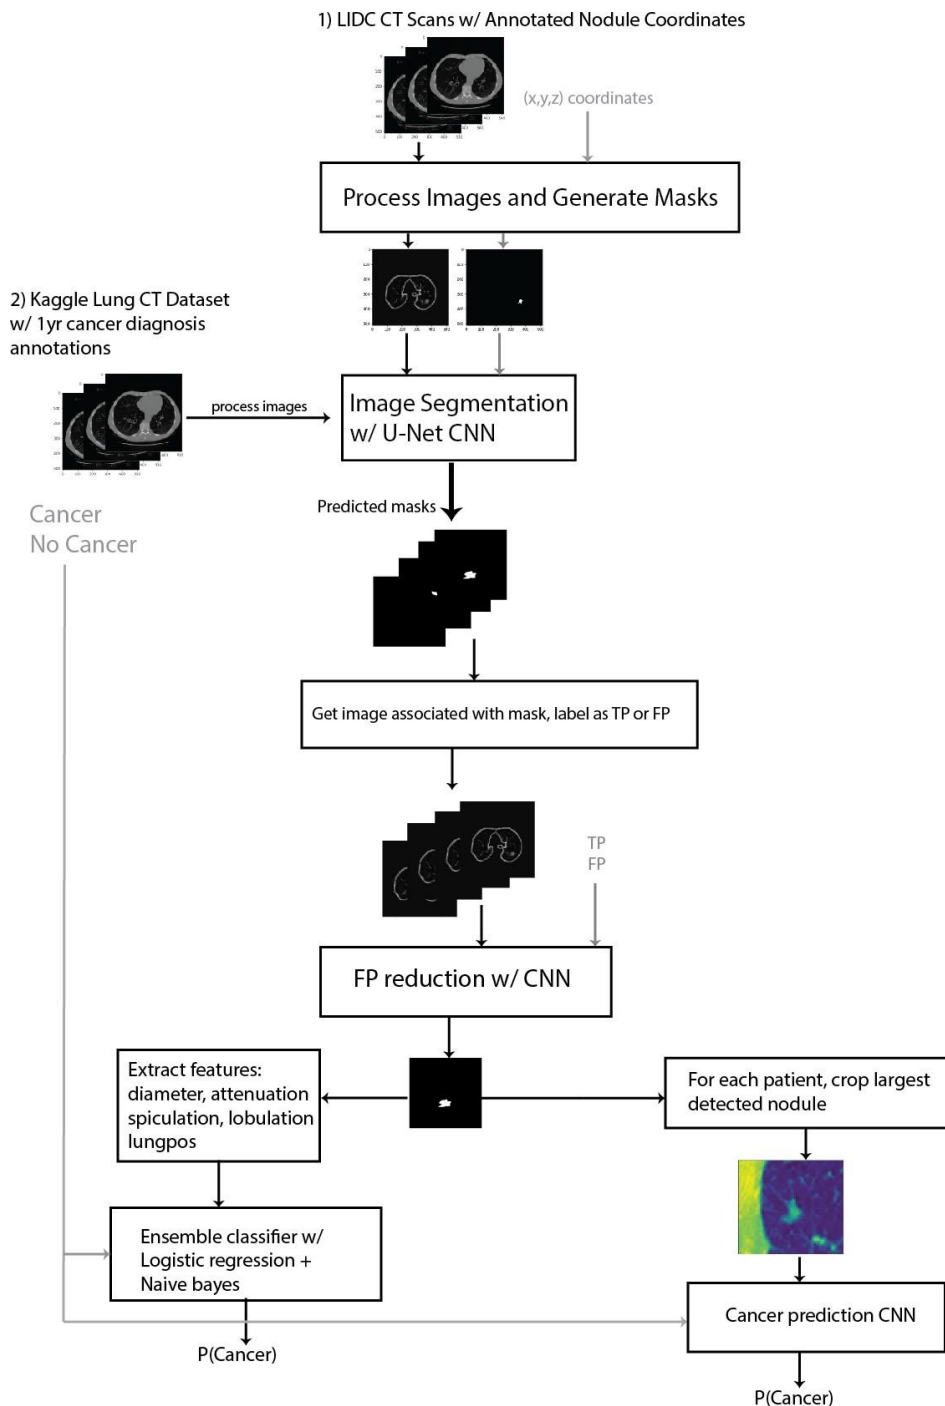 1) LIDC CT Scans w/ Annotated Nodule Coordinates
(x,y,z) coordinates
Process Images and Generate Masks
2) Kaggle Lung CT Dataset
w/ 1yr cancer diagnosis
annotations
process images
Image Segmentation
w/ U-Net CNN
Cancer
No Cancer
Predicted masks
Get image associated with mask, label as TP or FP
TP
FP
FP reduction w/ CNN
Extract features:
diameter, attenuation
spiculation, lobulation
lungpos
For each patient, crop largest
detected nodule
Ensemble classifier w/
Logistic regression +
Naive bayes
Cancer prediction CNN
P(Cancer)
P(Cancer)